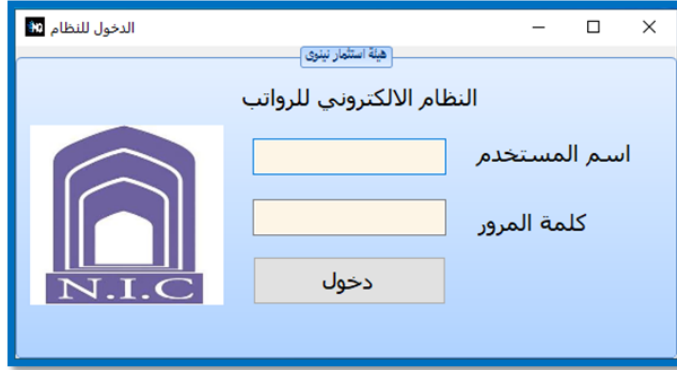 الدخول للنظام
هيئة استثمار نينوى
النظام الالكتروني للرواتب
اسم المستخدم
كلمة المرور
دخول
N.I.C